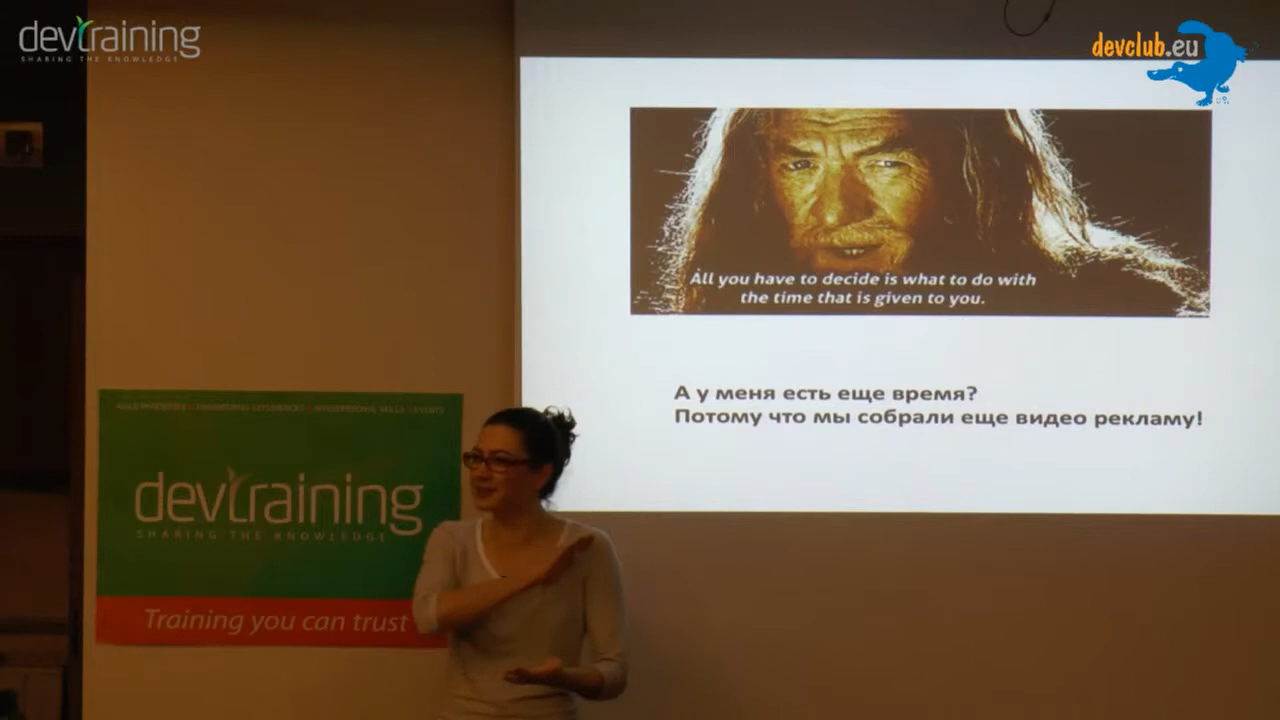 devtraining
SHARING THE KNOWLEDGE
devclub.eu
All you have to decide is what to do with
the time that is given to you.
А у меня есть еще время?
Потому что мы собрали еще видео рекламу!
devtraining
SHARING THE KNOWLEDGE
Training you can trust